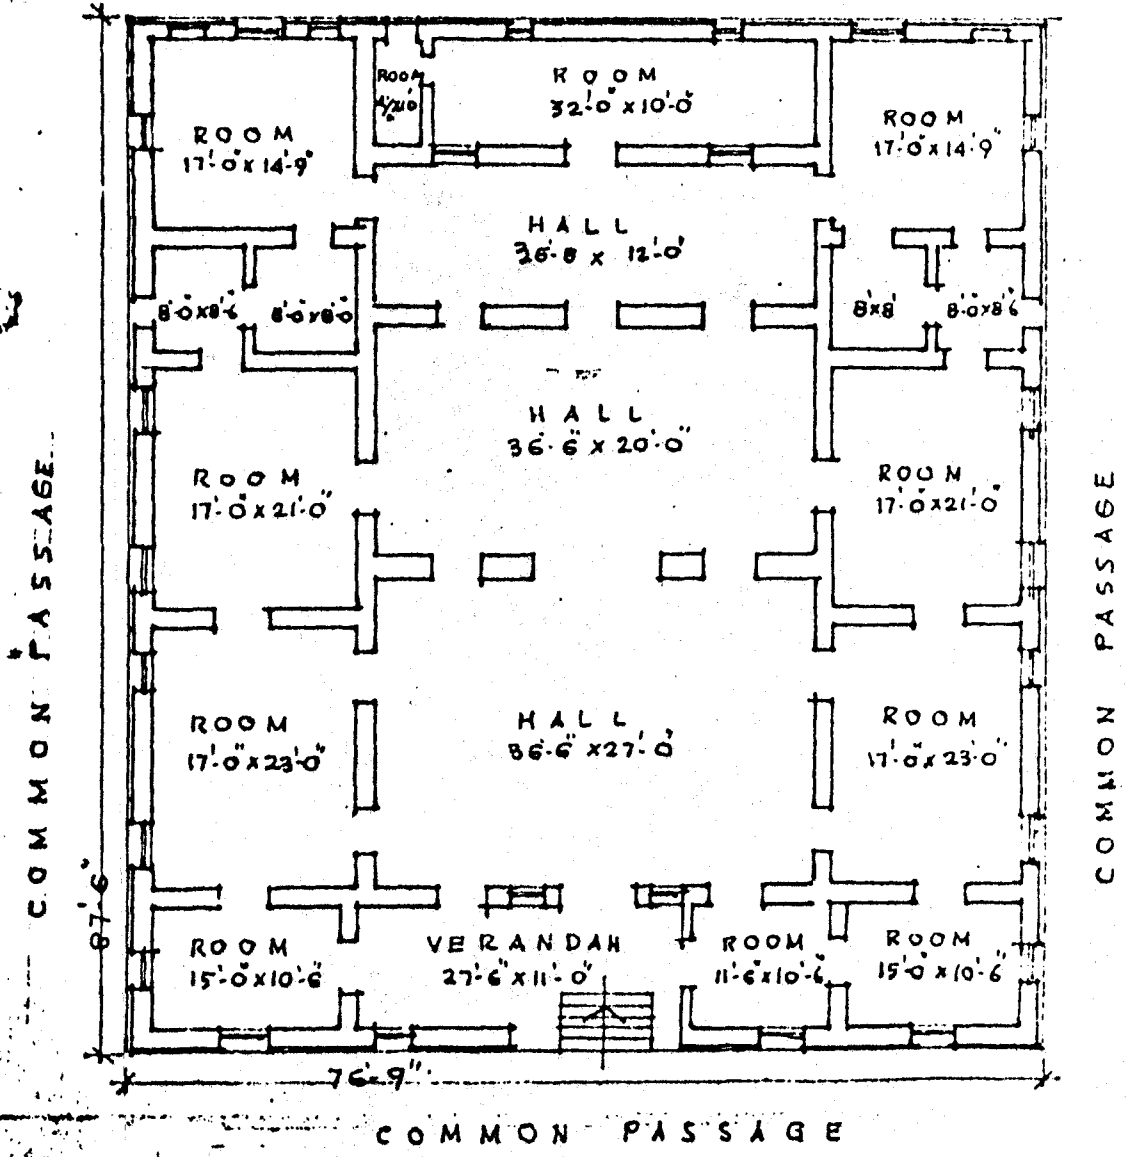 ROOM
32'-0" x 10'-0"
ROOM
ROOM
17'-0" x 14'-9"
ROOM
17'-0" x 14'-9"
HALL
36'-8 x 12'-0"
8'-0" x 8'-6
8'-0" x 8'-0
8' x 8'
8'-0 x 8'-6
HALL
36'-6" x 20'-0"
ROOM
17'-0" x 21'-0"
ROOM
17'-0" x 21'-0"
ROOM
17'-0" x 23'-0"
HALL
36'-6" x 27'-0"
ROOM
17'-0" x 23'-0"
ROOM
15'-0" x 10'-6"
VERANDAH
27'-6" x 11'-0"
ROOM
11'-6" x 10'-6"
ROOM
15'-0" x 10'-6"
COMMON PASSAGE
87'-6"
COMMON PASSAGE
76'-9"
COMMON PASSAGE